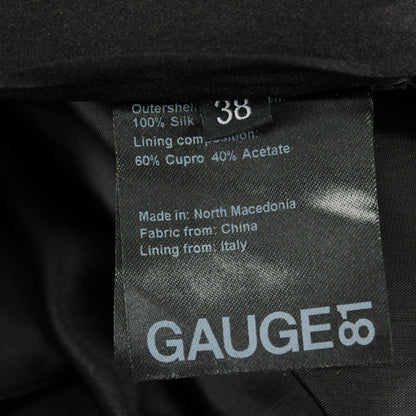 Outershell
100% Silk
38
Lining composition:
60% Cupro 40% Acetate
Made in: North Macedonia
Fabric from: China
Lining from: Italy
GAUGE81